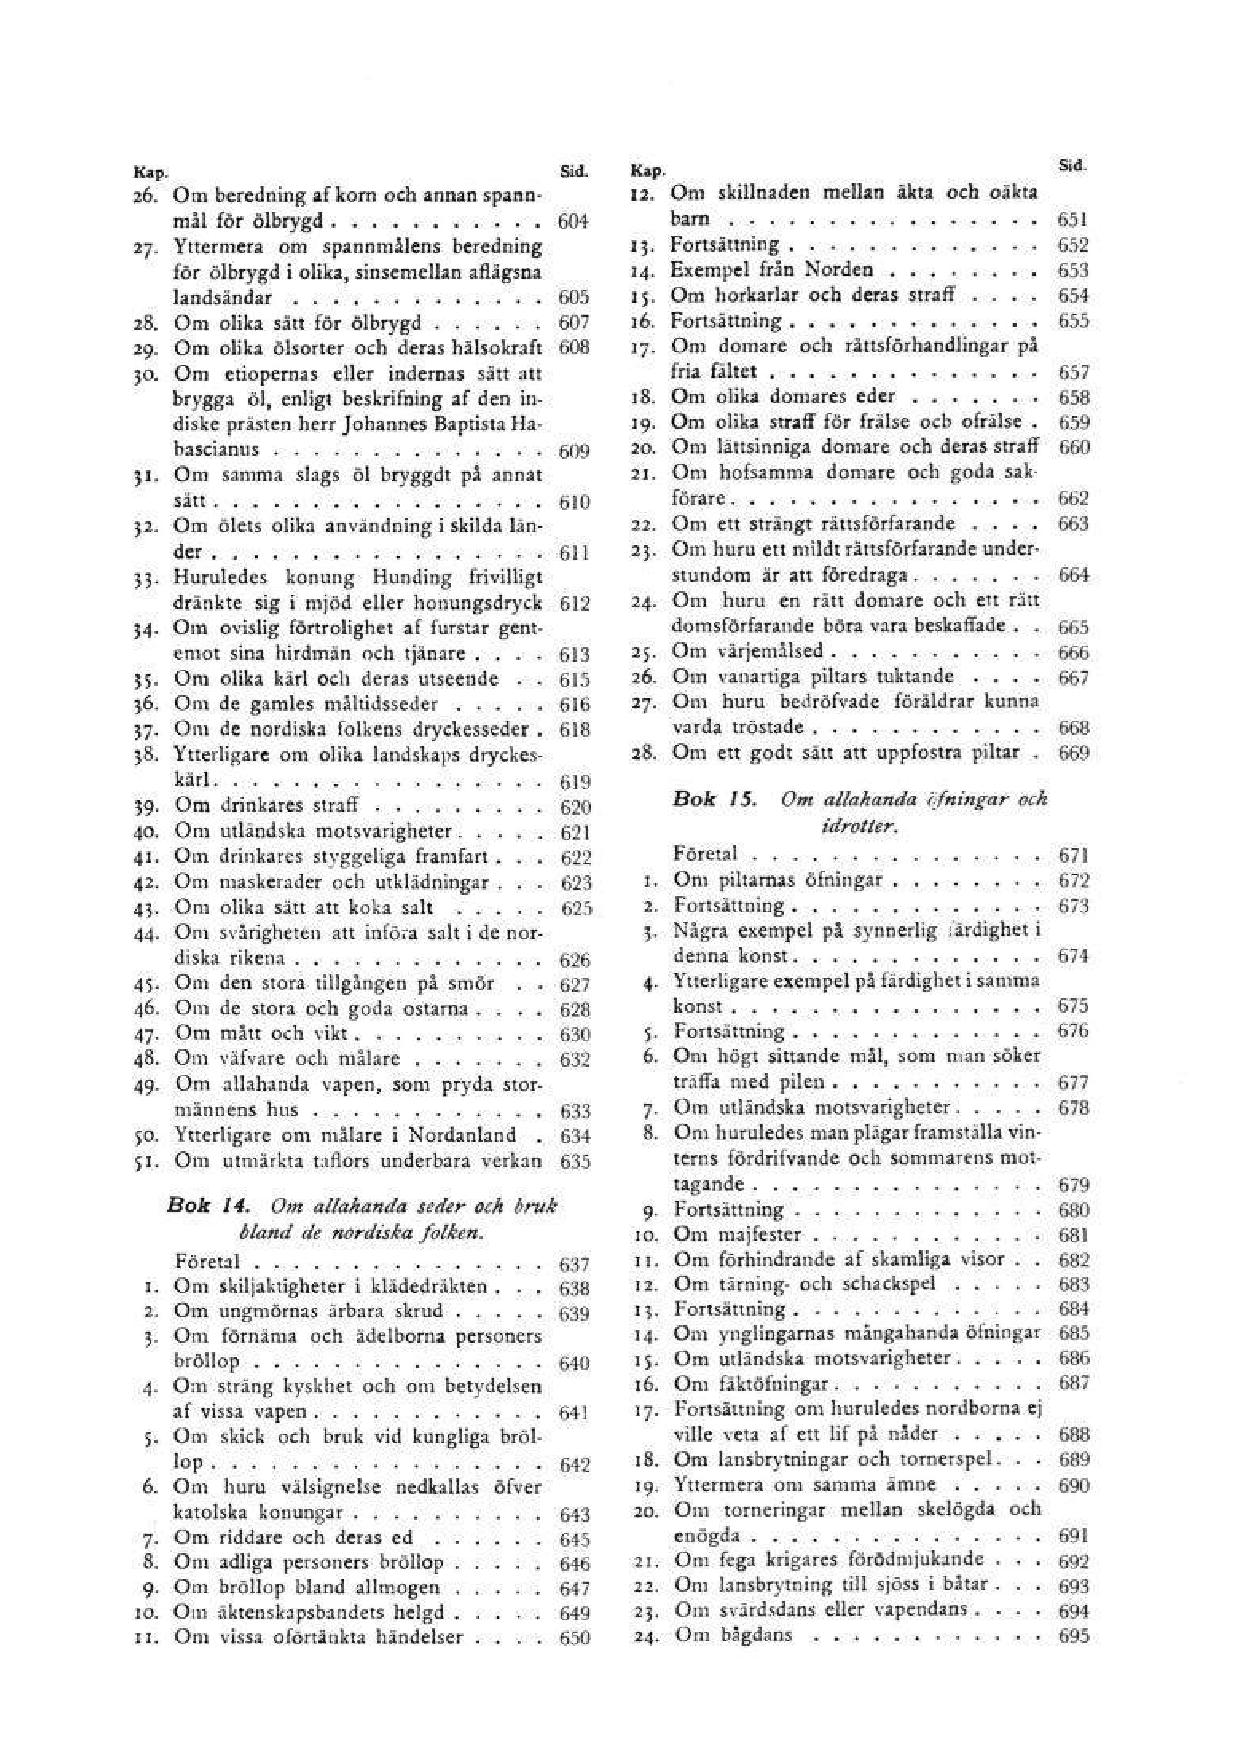 Kap. Sid.
26. Om beredning af korn och annan spann-
mål för ölbrygd . . . . . . . . . . . 604
27. Yttermera om spannmålens beredning
för ölbrygd i olika, sinsemellan aflägsna
landsändar . . . . . . . . . . . . . 605
28. Om olika sätt för ölbrygd . . . . . . 607
29. Om olika ölsorter och deras hälsokraft 608
30. Om etiopernas eller indernas sätt att
brygga öl, enligt beskrifning af den in-
diske prästen herr Johannes Baptista Ha-
bascianus . . . . . . . . . . . . . . 609
31. Om samma slags öl bryggdt på annat
sätt . . . . . . . . . . . . . . . . . 610
32. Om ölets olika användning i skilda län-
der . . . . . . . . . . . . . . . . . 611
33. Huruledes konung Hunding frivilligt
dränkte sig i mjöd eller honungsdryck 612
34. Om ovislig förtrolighet af furstar gent-
emot sina hirdmän och tjänare . . . . 613
35. Om olika kärl och deras utseende . . 615
36. Om de gamles måltidsseder . . . . . 616
37. Om de nordiska folkens dryckesseder . 618
38. Ytterligare om olika landskaps dryckes-
kärl . . . . . . . . . . . . . . . . . 619
39. Om drinkares straff . . . . . . . . . 620
40. Om utländska motsvarigheter . . . . . 621
41. Om drinkares styggeliga framfart . . . 622
42. Om maskerader och utklädningar . . . 623
43. Om olika sätt att koka salt . . . . . 625
44. Om svårigheten att införa salt i de nor-
diska rikena . . . . . . . . . . . . . 626
45. Om den stora tillgången på smör . . 627
46. Om de stora och goda ostarna . . . . 628
47. Om mått och vikt . . . . . . . . . . 630
48. Om väfvare och målare . . . . . . . 632
49. Om allahanda vapen, som pryda stor-
männens hus . . . . . . . . . . . . 633
50. Ytterligare om målare i Nordanland . 634
51. Om utmärkta taflors underbara verkan 635
Bok 14. Om allahanda seder och bruk
bland de nordiska folken.
Företal . . . . . . . . . . . . . . . 637
1. Om skiljaktigheter i klädedräkten . . . 638
2. Om ungmörnas ärbara skrud . . . . . 639
3. Om förnäma och ädelborna personers
bröllop . . . . . . . . . . . . . . . 640
4. Om sträng kyskhet och om betydelsen
af vissa vapen . . . . . . . . . . . . 641
5. Om skick och bruk vid kungliga bröl-
lop . . . . . . . . . . . . . . . . . 642
6. Om huru välsignelse nedkallas öfver
katolska konungar . . . . . . . . . . 643
7. Om riddare och deras ed . . . . . . 645
8. Om adliga personers bröllop . . . . . 646
9. Om bröllop bland allmogen . . . . . 647
10. Om äktenskapsbandets helgd . . . . . 649
11. Om vissa oförtänkta händelser . . . . 650
Kap. Sid.
12. Om skillnaden mellan äkta och oäkta
barn . . . . . . . . . . . . . . . . 651
13. Fortsättning . . . . . . . . . . . . . 652
14. Exempel från Norden . . . . . . . . 653
15. Om horkarlar och deras straff . . . . 654
16. Fortsättning . . . . . . . . . . . . . 655
17. Om domare och rättsförhandlingar på
fria fältet . . . . . . . . . . . . . . 657
18. Om olika domares eder . . . . . . . 658
19. Om olika straff för frälse och ofrälse . 659
20. Om lättsinniga domare och deras straff 660
21. Om hofsamma domare och goda sak-
förare . . . . . . . . . . . . . . . . 662
22. Om ett strängt rättsförfarande . . . . 663
23. Om huru ett mildt rättsförfarande under-
stundom är att föredraga . . . . . . . 664
24. Om huru en rätt domare och ett rätt
domsförfarande böra vara beskaffade . . 665
25. Om värjemålsed . . . . . . . . . . . 666
26. Om vanartiga piltars tuktande . . . . 667
27. Om huru bedröfvade föräldrar kunna
varda tröstade . . . . . . . . . . . . 668
28. Om ett godt sätt att uppfostra piltar . 669
Bok 15. Om allahanda öfningar och
idrotter.
Företal . . . . . . . . . . . . . . . 671
1. Om piltarnas öfningar . . . . . . . . 672
2. Fortsättning . . . . . . . . . . . . . 673
3. Några exempel på synnerlig färdighet i
denna konst . . . . . . . . . . . . . 674
4. Ytterligare exempel på färdighet i samma
konst . . . . . . . . . . . . . . . . 675
5. Fortsättning . . . . . . . . . . . . . 676
6. Om högt sittande mål, som man söker
träffa med pilen . . . . . . . . . . . 677
7. Om utländska motsvarigheter . . . . . 678
8. Om huruledes man plägar framställa vin-
terns fördrifvande och sommarens mot-
tagande . . . . . . . . . . . . . . . 679
9. Fortsättning . . . . . . . . . . . . . 680
10. Om majfester . . . . . . . . . . . . 681
11. Om förhindrande af skamliga visor . . 682
12. Om tärning- och schackspel . . . . . 683
13. Fortsättning . . . . . . . . . . . . . 684
14. Om ynglingarnas mångahanda öfningar 685
15. Om utländska motsvarigheter . . . . . 686
16. Om fäktöfningar . . . . . . . . . . . 687
17. Fortsättning om huruledes nordborna ej
ville veta af ett lif på nåder . . . . . 688
18. Om lansbrytningar och tornerspel . . . 689
19. Yttermera om samma ämne . . . . . 690
20. Om torneringar mellan skelögda och
enögda . . . . . . . . . . . . . . . 691
21. Om fega krigares förödmjukande . . . 692
22. Om lansbrytning till sjöss i båtar . . . 693
23. Om svärdsdans eller vapendans . . . . 694
24. Om bågdans . . . . . . . . . . . . 695